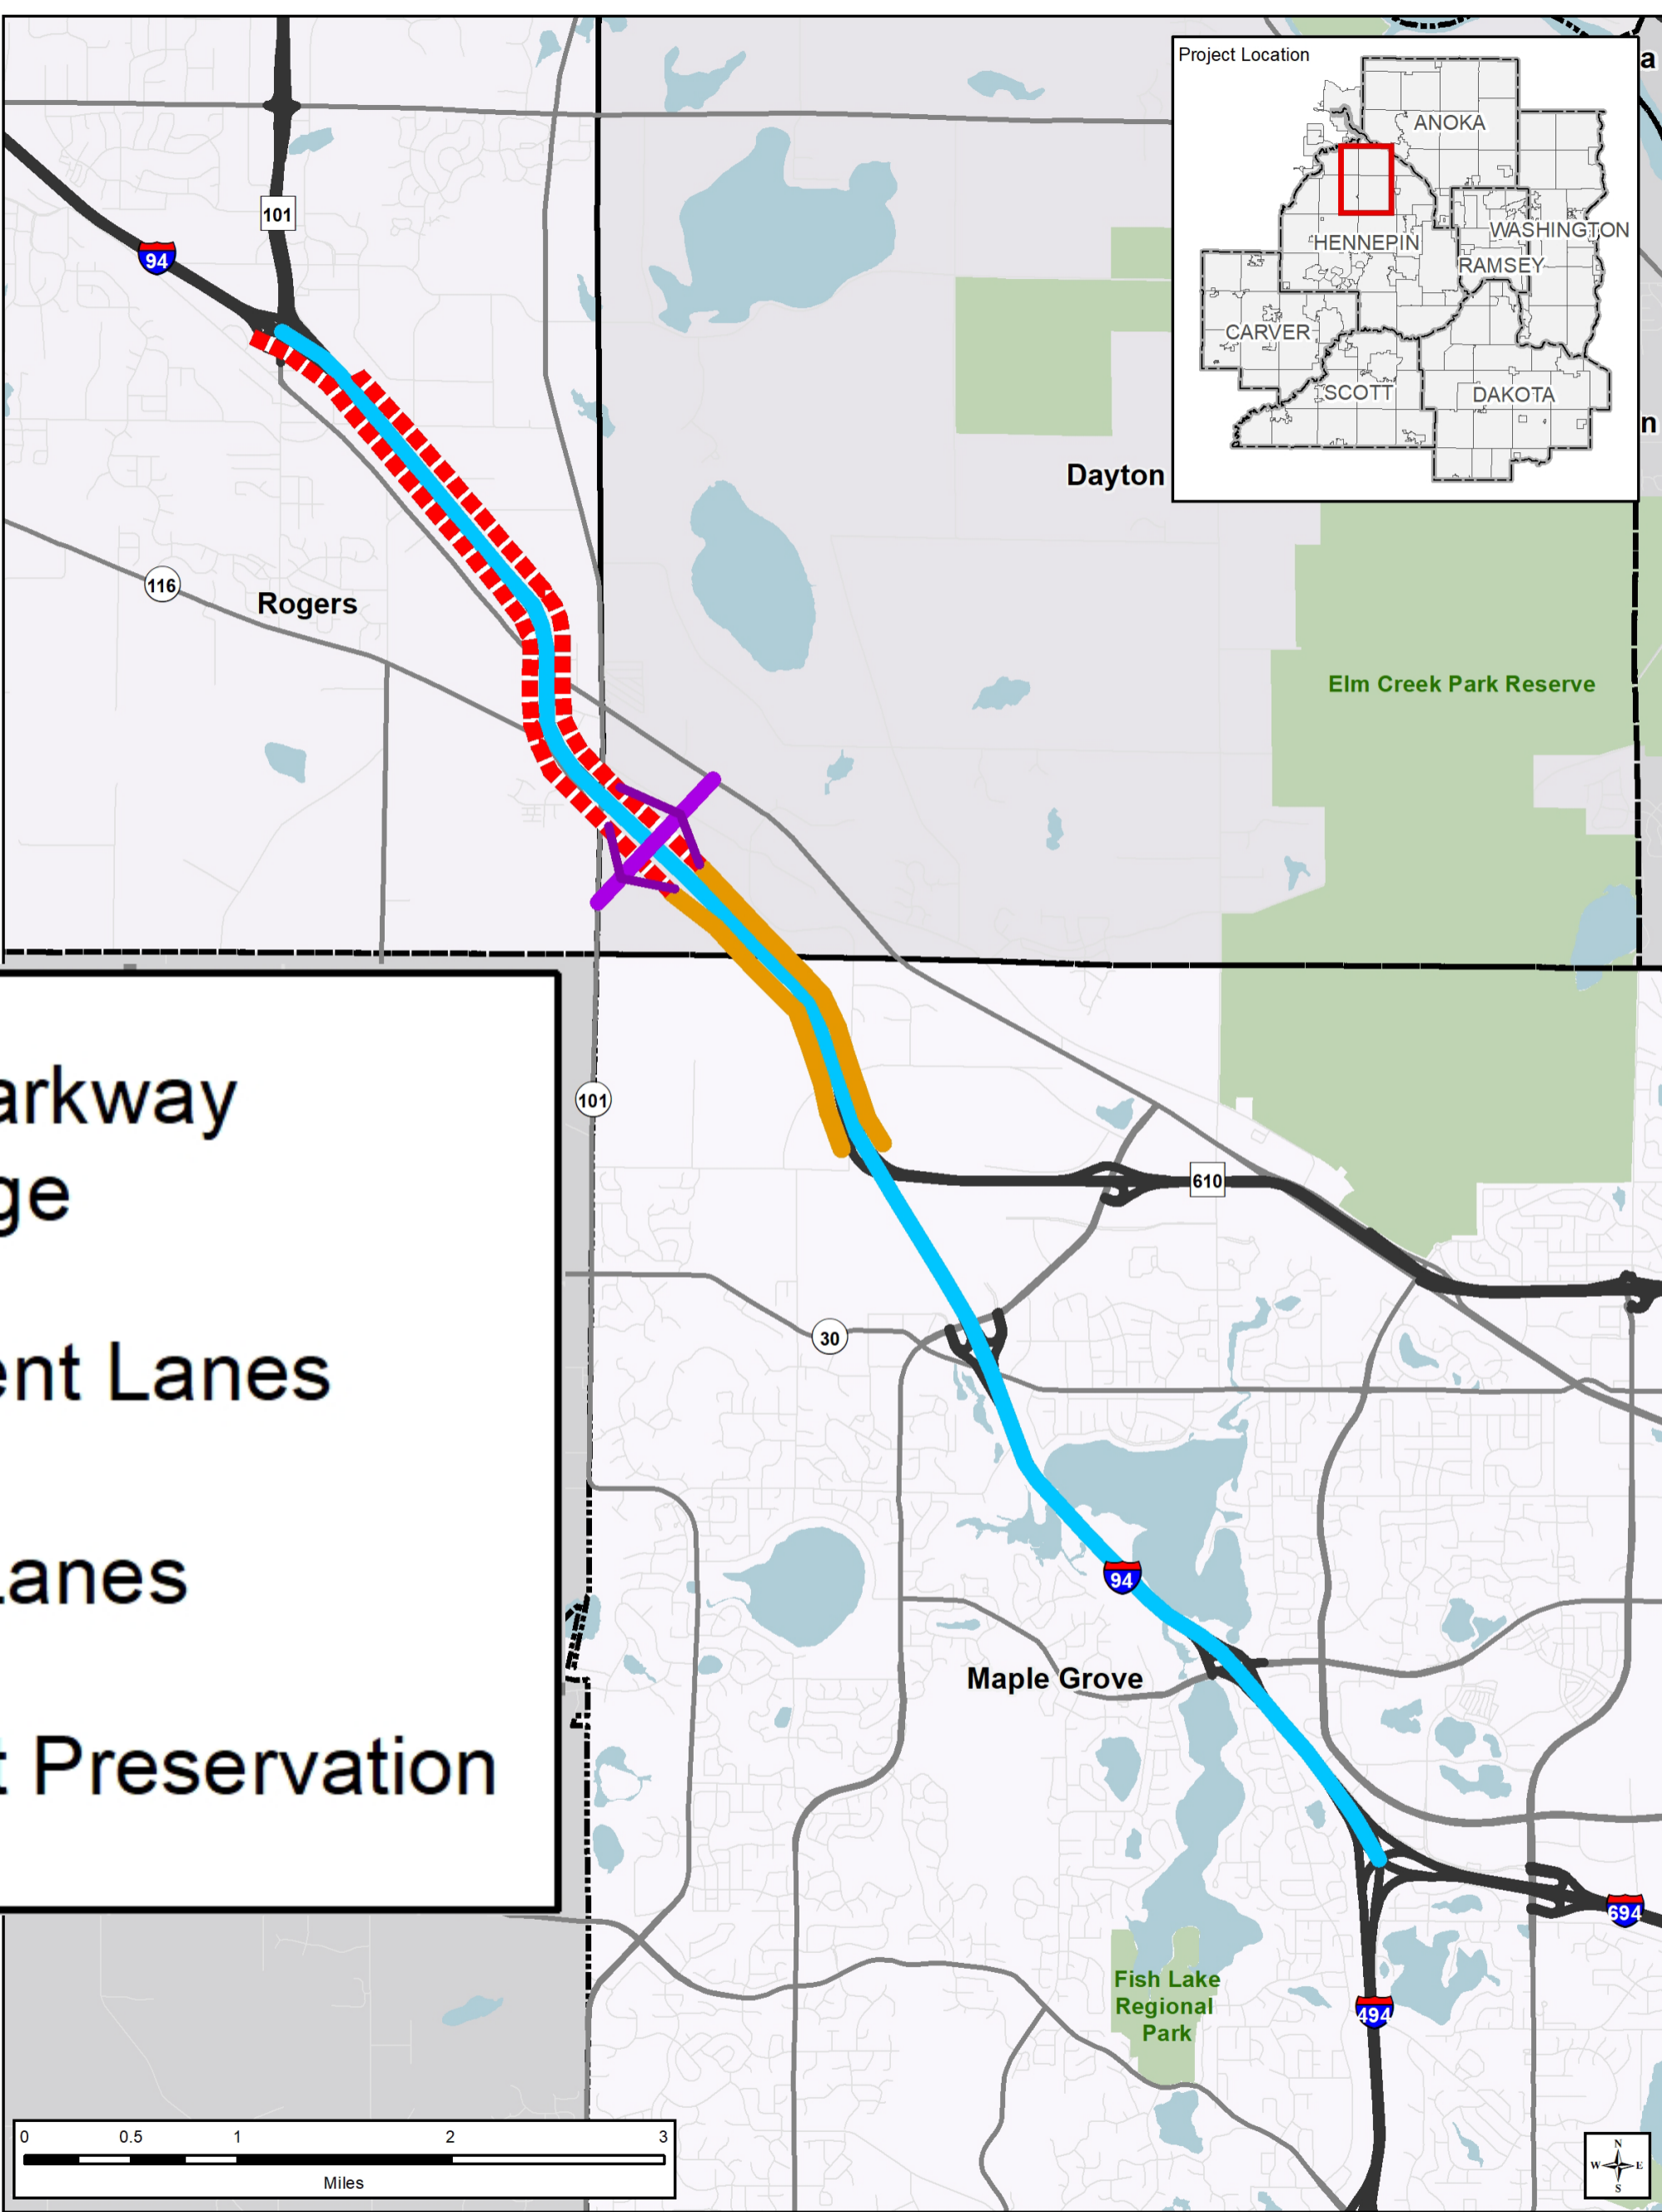 Project Location
ANOKA
HENNEPIN
WASHINGTON
RAMSEY
CARVER
SCOTT
DAKOTA
a
n
101
94
116
Rogers
Dayton
Elm Creek Park Reserve
arkway
ge
ent Lanes
Lanes
t Preservation
101
610
30
94
Maple Grove
694
494
Fish Lake
Regional
Park
0 0.5 1 2 3
Miles
N
W E
S